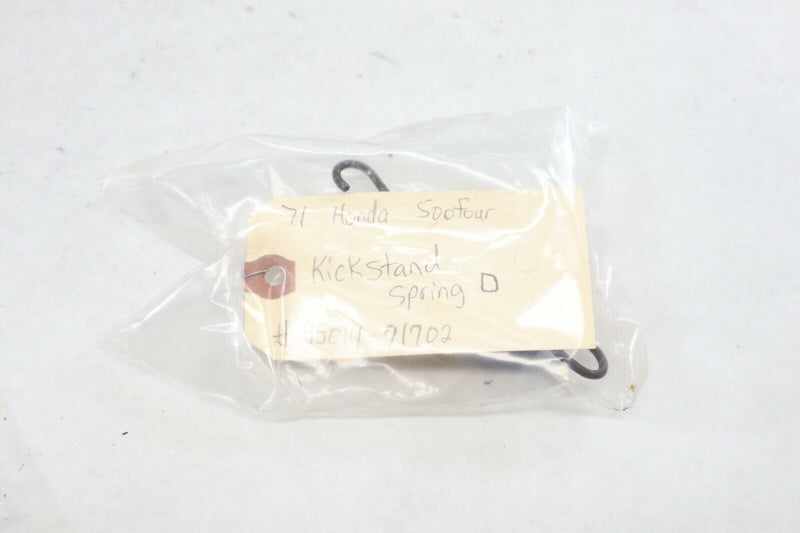 71 Honda 500four
Kickstand
Spring
# 95014-71702